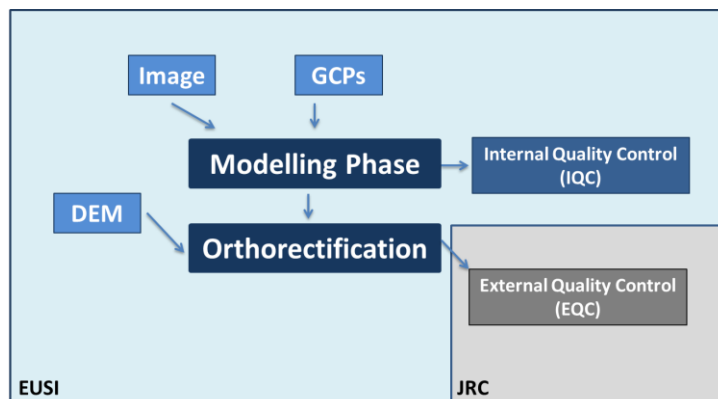 Image
GCPs
Modelling Phase
Internal Quality Control
(IQC)
DEM
Orthorectification
External Quality Control
(EQC)
EUSI
JRC